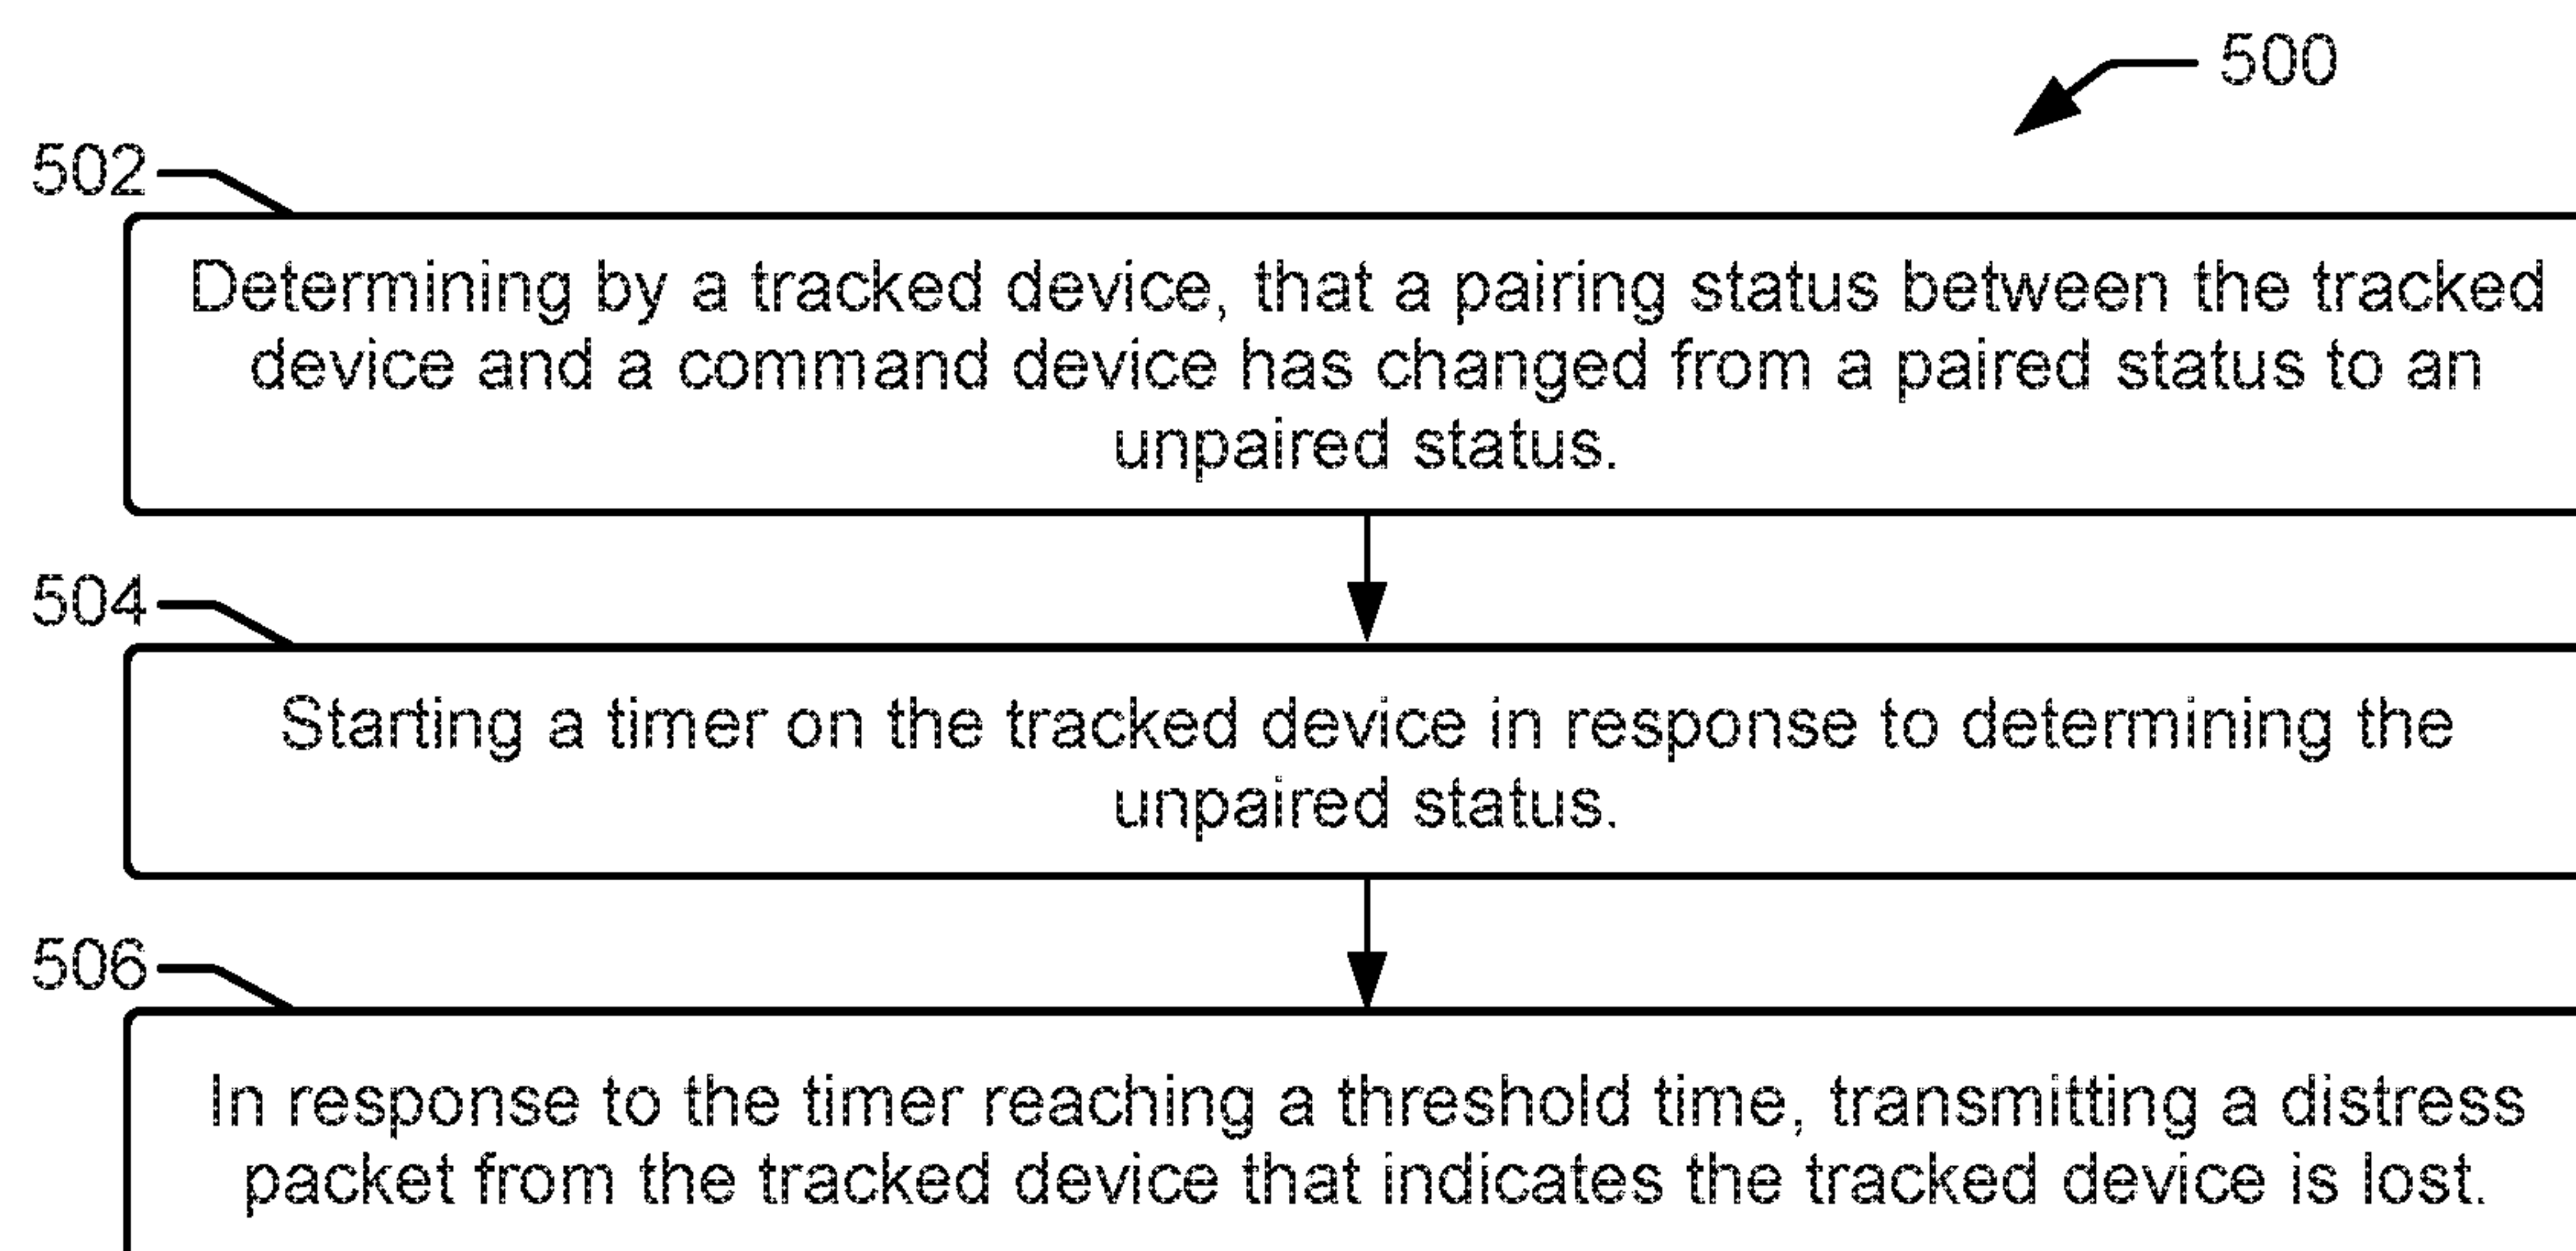 500
502
Determining by a tracked device, that a pairing status between the tracked
device and a command device has changed from a paired status to an
unpaired status.
504
Starting a timer on the tracked device in response to determining the
unpaired status.
506
In response to the timer reaching a threshold time, transmitting a distress
packet from the tracked device that indicates the tracked device is lost.